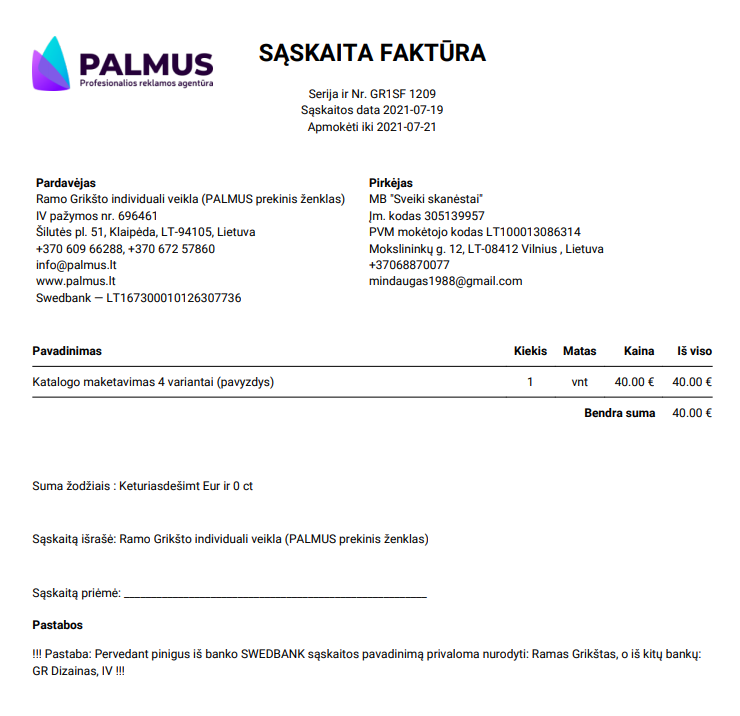 PALMUS
Profesionalios reklamos agentūra
SĄSKAITA FAKTŪRA
Serija ir Nr. GR1SF 1209
Sąskaitos data 2021-07-19
Apmokėti iki 2021-07-21
Pardavėjas
Ramo Grikšto individuali veikla (PALMUS prekinis ženklas)
IV pažymos nr. 696461
Šilutės pl. 51, Klaipėda, LT-94105, Lietuva
+370 609 66288, +370 672 57860
info@palmus.lt
www.palmus.lt
Swedbank — LT167300010126307736
Pirkėjas
MB "Sveiki skanėstai"
Įm. kodas 305139957
PVM mokėtojo kodas LT100013086314
Mokslininkų g. 12, LT-08412 Vilnius , Lietuva
+37068870077
mindaugas1988@gmail.com
Pavadinimas Kiekis Matas Kaina Iš viso
Katalogo maketavimas 4 variantai (pavyzdys) 1 vnt 40.00 € 40.00 €
Bendra suma 40.00 €
Suma žodžiais : Keturiasdešimt Eur ir 0 ct
Sąskaitą išrašė: Ramo Grikšto individuali veikla (PALMUS prekinis ženklas)
Sąskaitą priėmė: ____________________________________________________
Pastabos
!!! Pastaba: Pervedant pinigus iš banko SWEDBANK sąskaitos pavadinimą privaloma nurodyti: Ramas Grikštas, o iš kitų bankų:
GR Dizainas, IV !!!